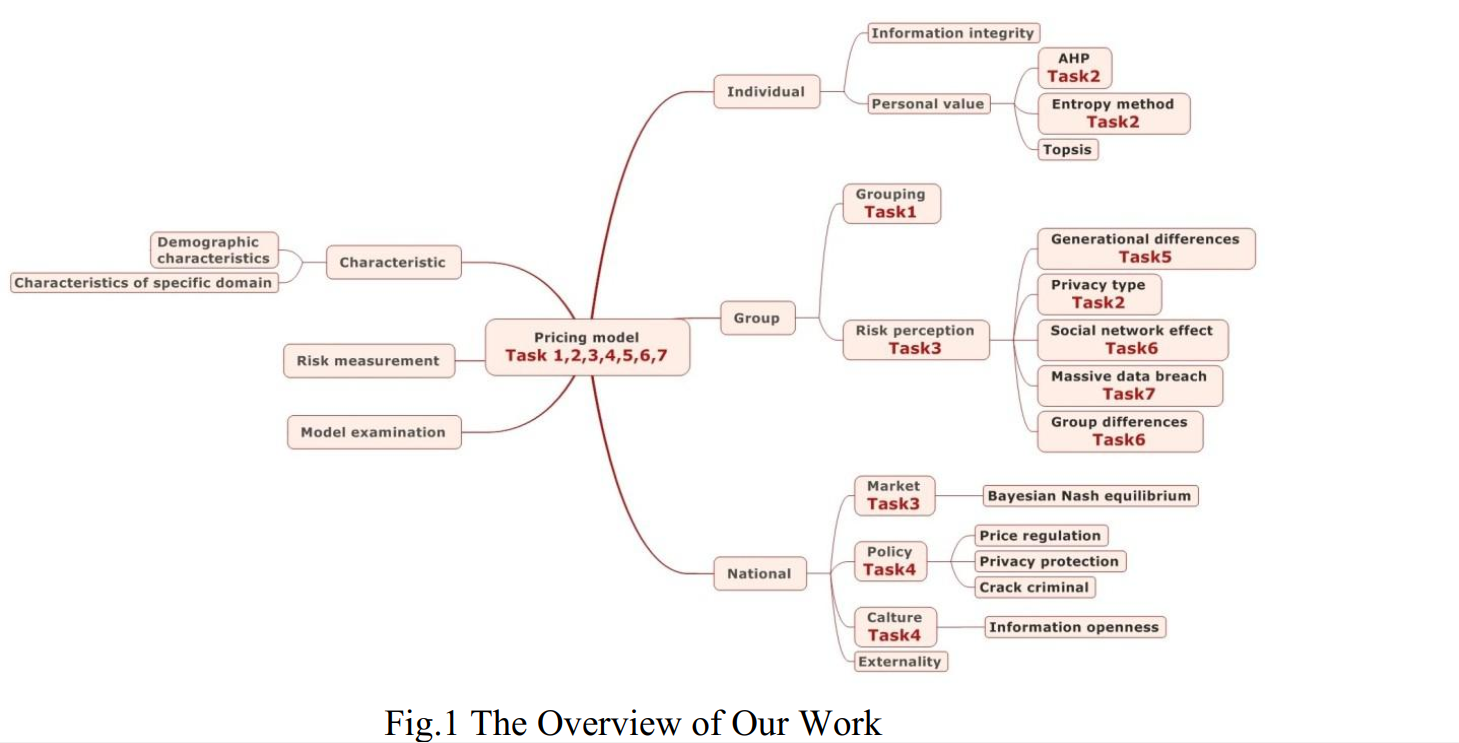 Information integrity
AHP
Task2
Individual
Personal value
Entropy method
Task2
Topsis
Grouping
Task1
Demographic
characteristics
Characteristic
Characteristics of specific domain
Generational differences
Task5
Privacy type
Task2
Group
Risk perception
Task3
Social network effect
Task6
Massive data breach
Task7
Group differences
Task6
Pricing model
Task 1,2,3,4,5,6,7
Risk measurement
Model examination
Market
Task3
Bayesian Nash equilibrium
National
Policy
Task4
Price regulation
Privacy protection
Crack criminal
Calture
Task4
Information openness
Externality
Fig.1 The Overview of Our Work